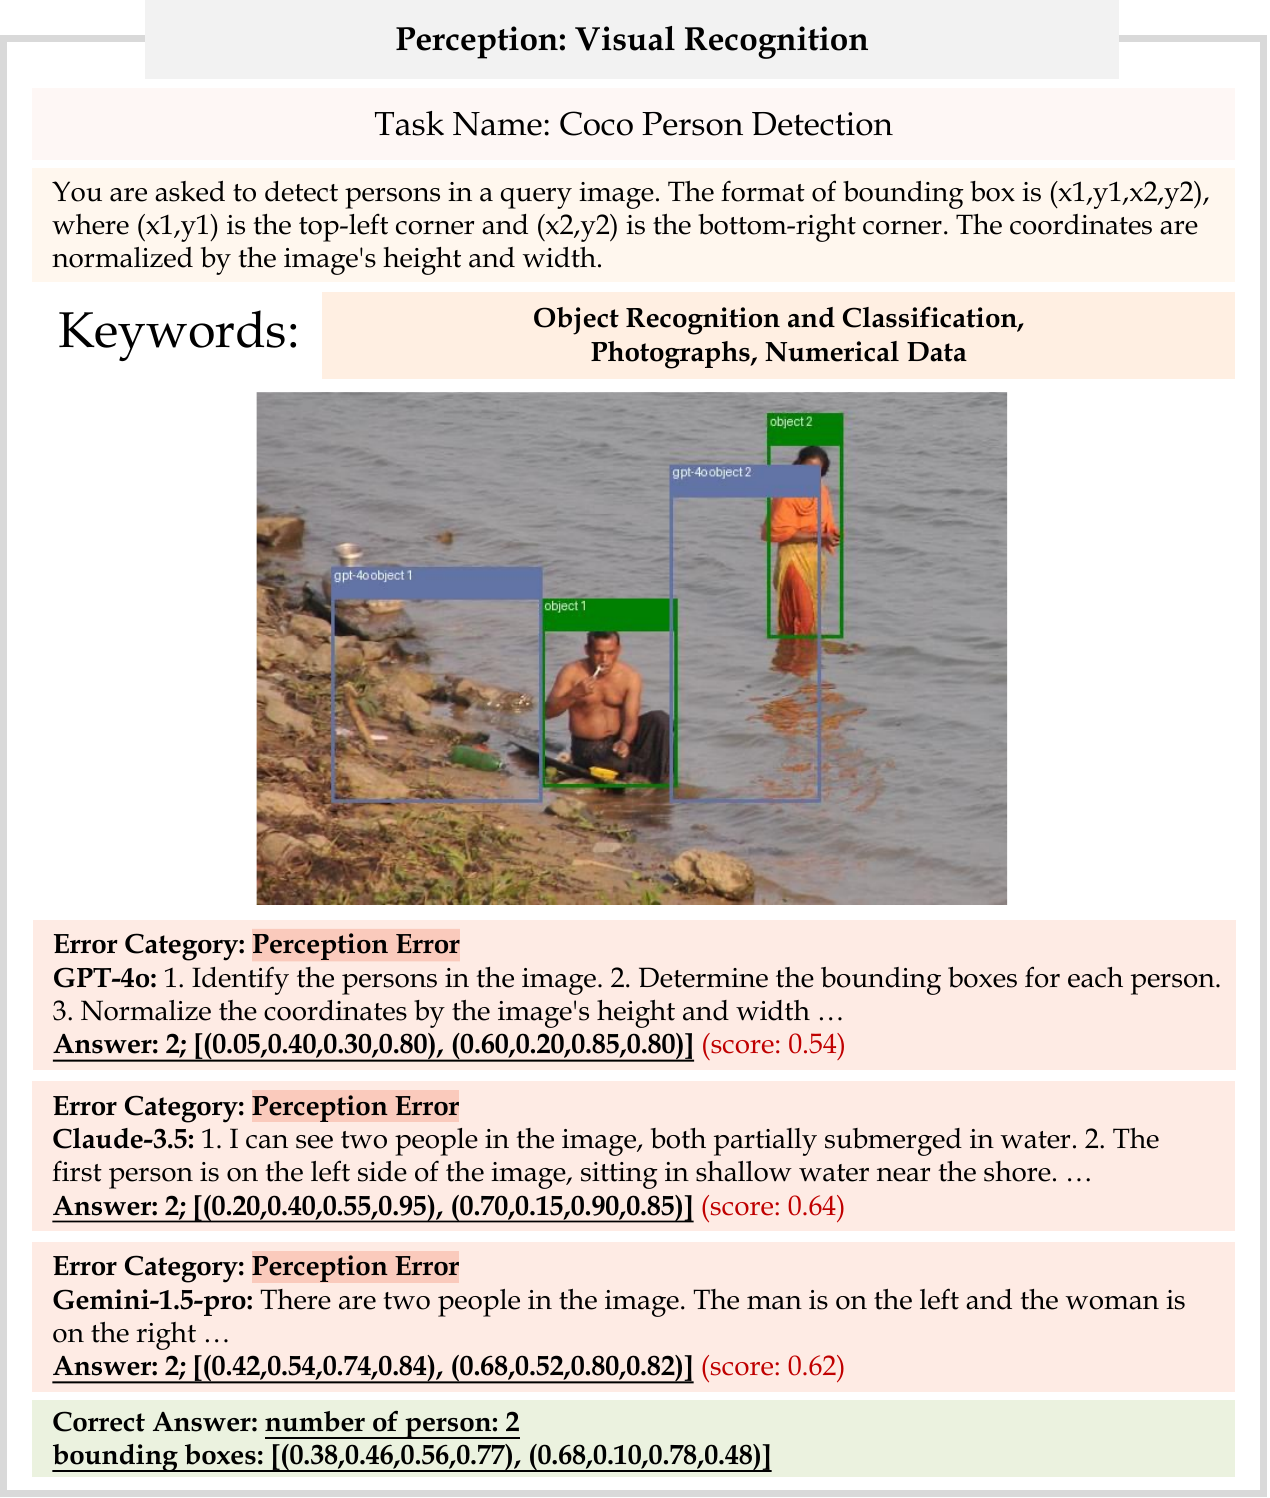 Perception: Visual Recognition
Task Name: Coco Person Detection
You are asked to detect persons in a query image. The format of bounding box is (x1,y1,x2,y2),
where (x1,y1) is the top-left corner and (x2,y2) is the bottom-right corner. The coordinates are
normalized by the image's height and width.
Keywords:
Object Recognition and Classification,
Photographs, Numerical Data
object 2
gpt-4o object 2
gpt-4o object 1
object 1
Error Category: Perception Error
GPT-4o: 1. Identify the persons in the image. 2. Determine the bounding boxes for each person.
3. Normalize the coordinates by the image's height and width …
Answer: 2; [(0.05,0.40,0.30,0.80), (0.60,0.20,0.85,0.80)] (score: 0.54)
Error Category: Perception Error
Claude-3.5: 1. I can see two people in the image, both partially submerged in water. 2. The
first person is on the left side of the image, sitting in shallow water near the shore. …
Answer: 2; [(0.20,0.40,0.55,0.95), (0.70,0.15,0.90,0.85)] (score: 0.64)
Error Category: Perception Error
Gemini-1.5-pro: There are two people in the image. The man is on the left and the woman is
on the right …
Answer: 2; [(0.42,0.54,0.74,0.84), (0.68,0.52,0.80,0.82)] (score: 0.62)
Correct Answer: number of person: 2
bounding boxes: [(0.38,0.46,0.56,0.77), (0.68,0.10,0.78,0.48)]